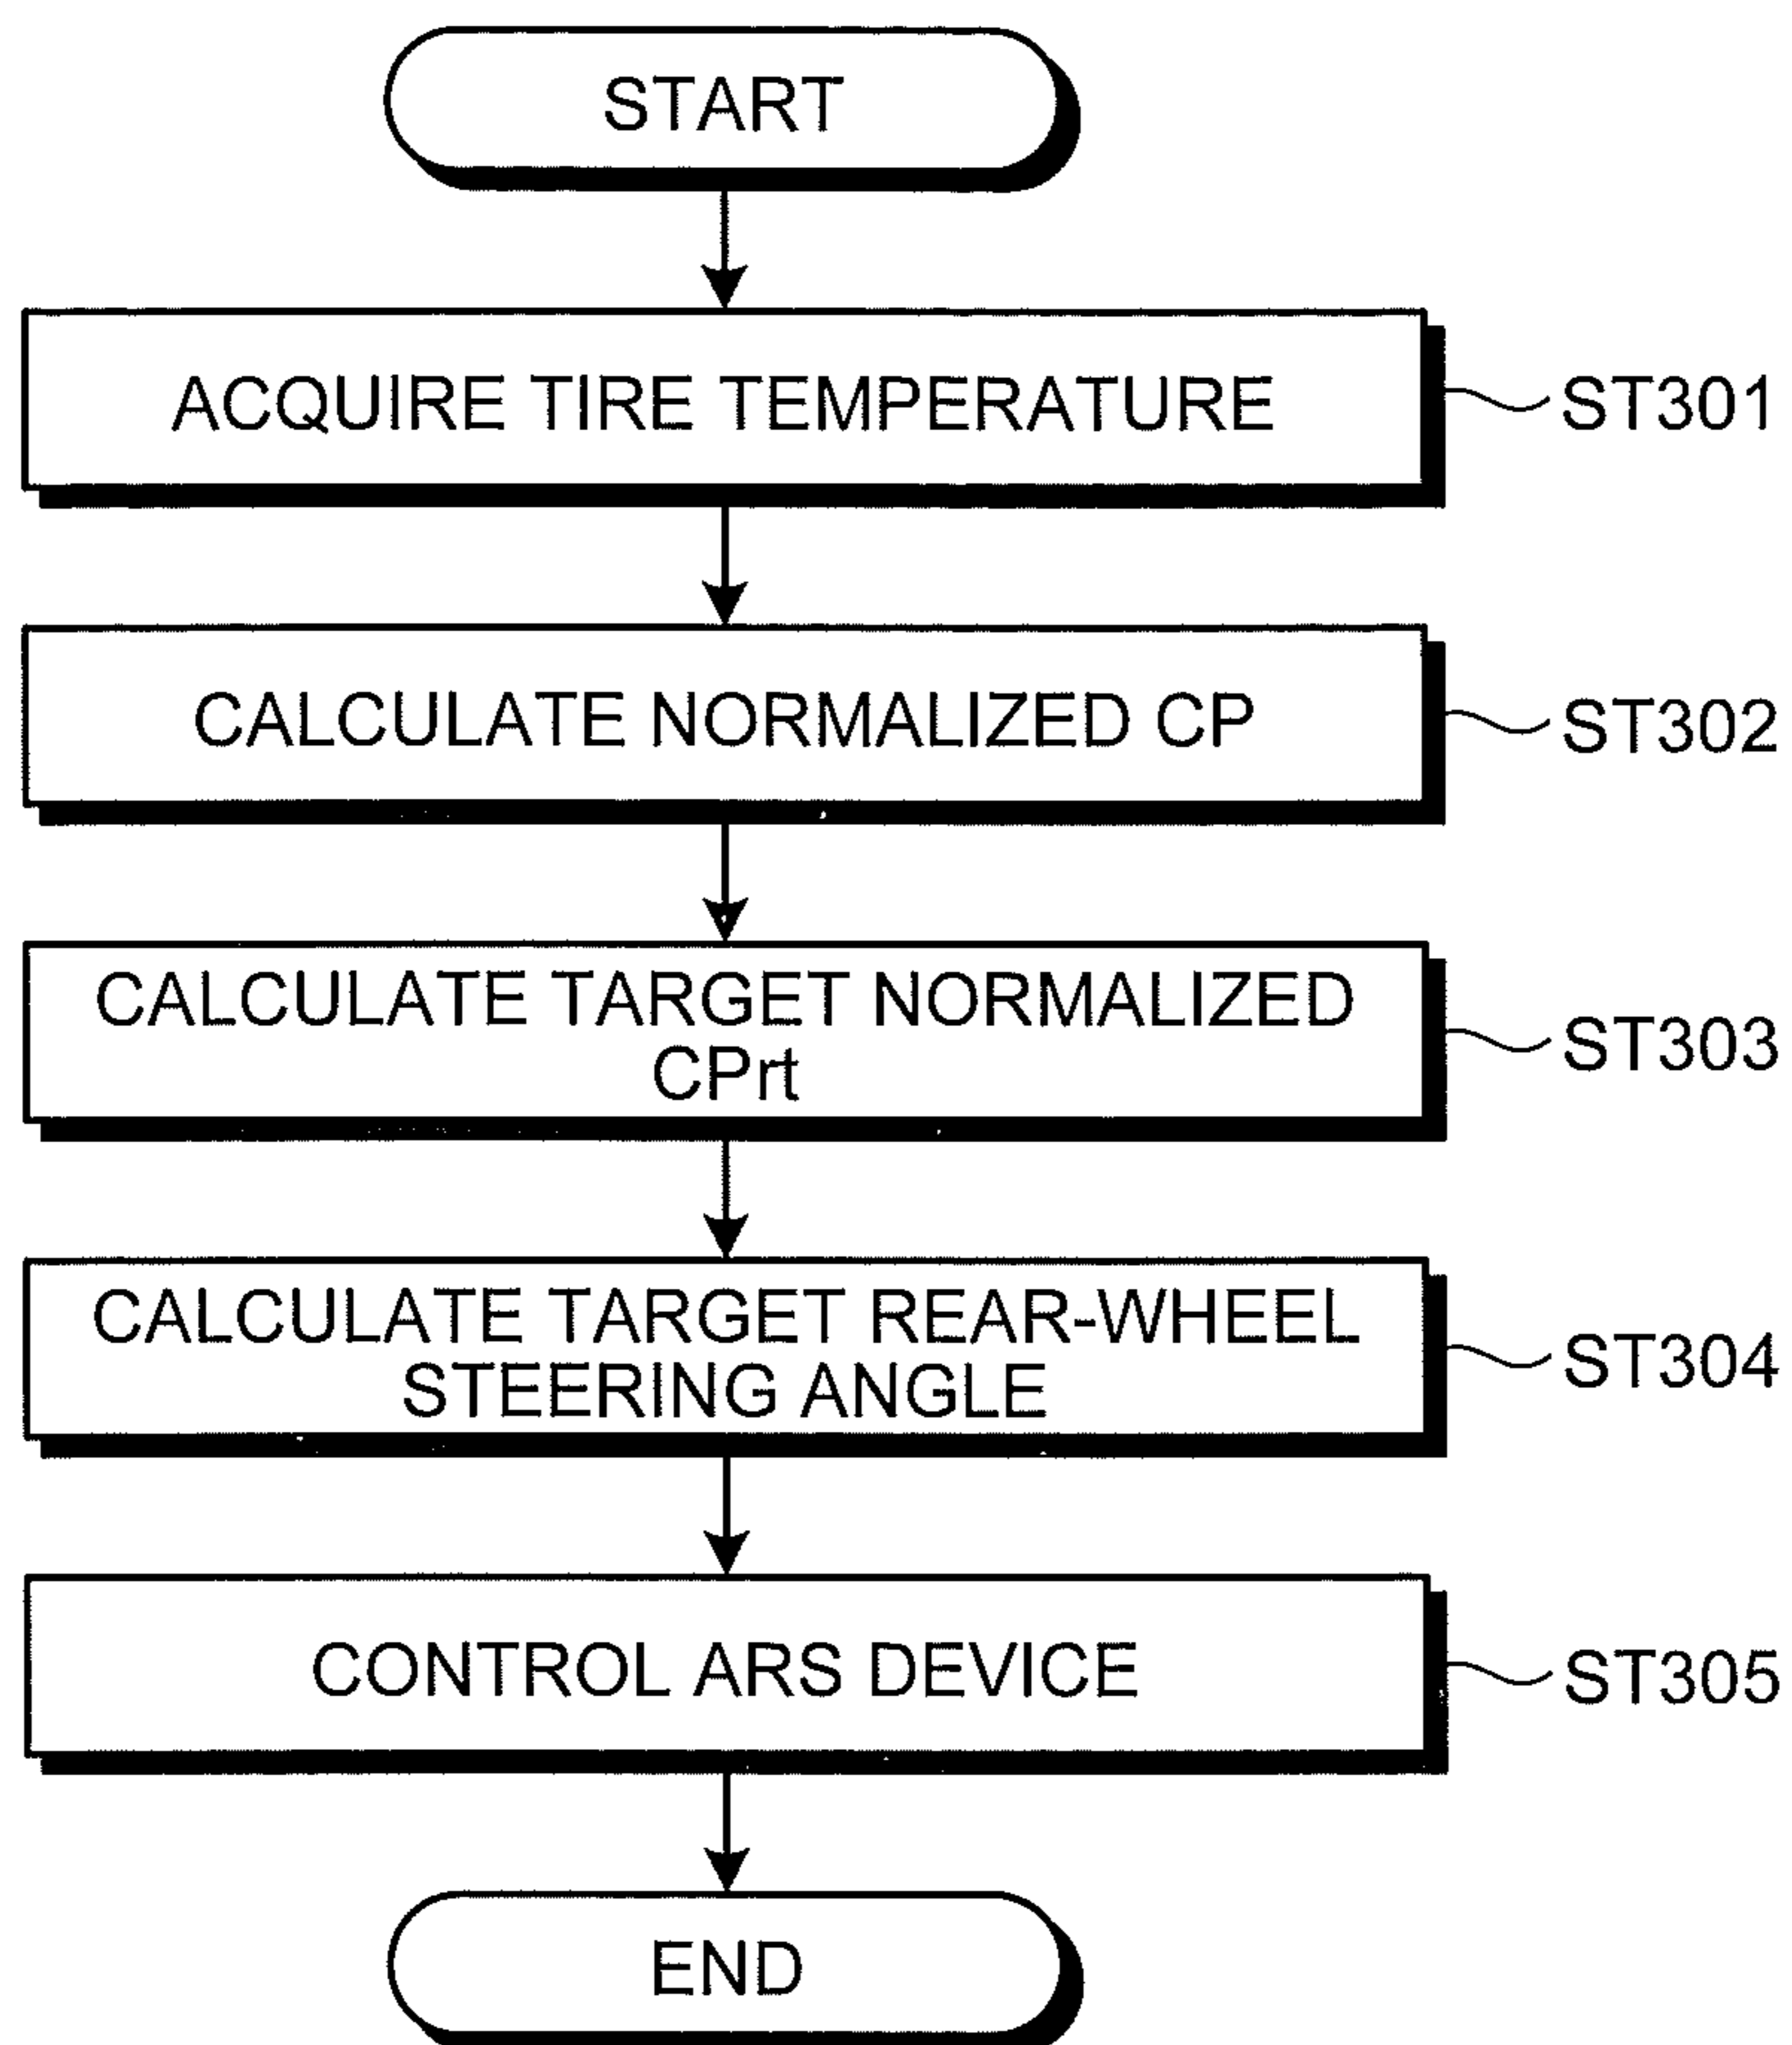 START
ACQUIRE TIRE TEMPERATURE
ST301
CALCULATE NORMALIZED CP
ST302
CALCULATE TARGET NORMALIZED
CPrt
ST303
CALCULATE TARGET REAR-WHEEL
STEERING ANGLE
ST304
CONTROL ARS DEVICE
ST305
END